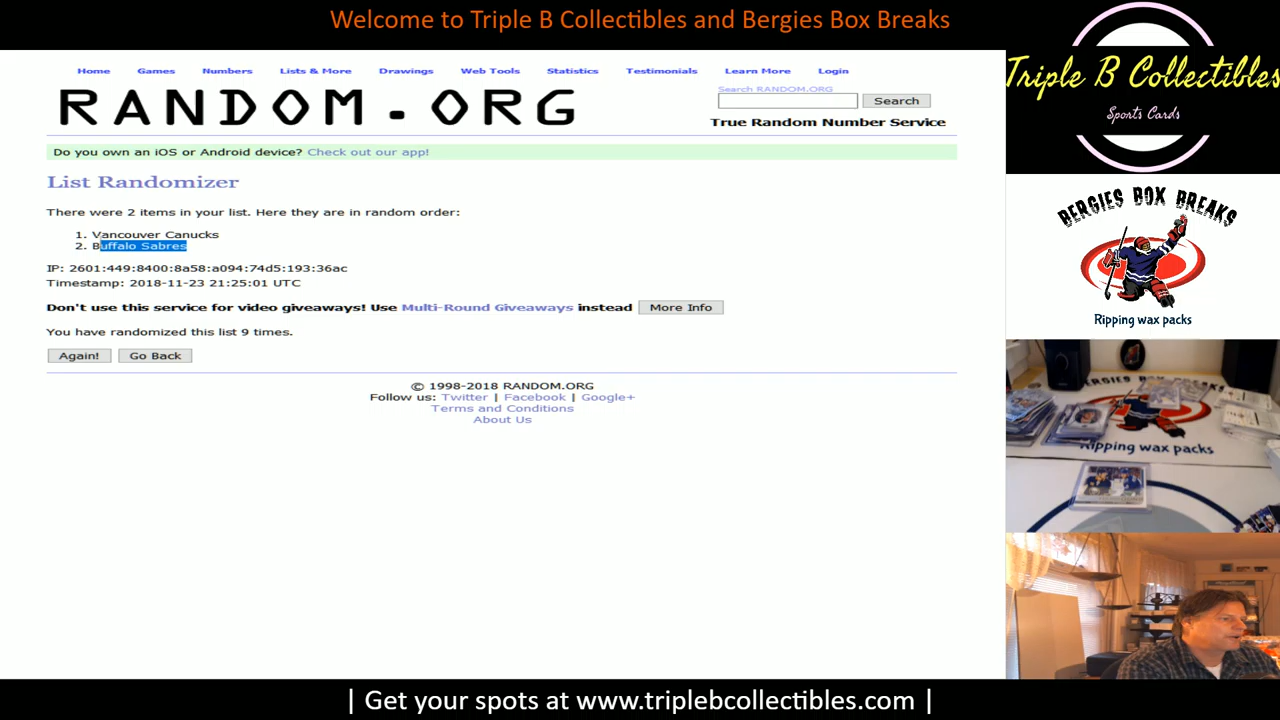 Welcome to Triple B Collectibles and Bergies Box Breaks
Home Games Numbers Lists & More Drawings Web Tools Statistics Testimonials Learn More Login
RANDOM.ORG
Search RANDOM.ORG
Search
True Random Number Service
Do you own an iOS or Android device? Check out our app!
List Randomizer
There were 2 items in your list. Here they are in random order:
1. Vancouver Canucks
2. Buffalo Sabres
IP: 2601:449:8400:8a58:a094:74d5:193:36ac
Timestamp: 2018-11-23 21:25:01 UTC
Don't use this service for video giveaways! Use Multi-Round Giveaways instead More Info
You have randomized this list 9 times.
Again! Go Back
© 1998-2018 RANDOM.ORG
Follow us: Twitter | Facebook | Google+
Terms and Conditions
About Us
Triple B Collectibles
Sports Cards
BERGIES BOX BREAKS
Ripping wax packs
Ripping wax packs
| Get your spots at www.triplebcollectibles.com |